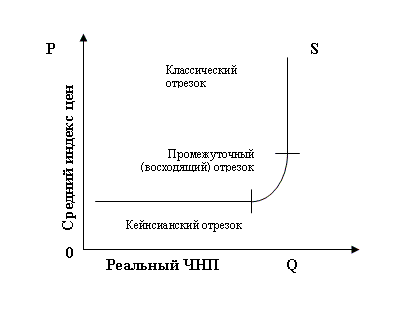 P
S
Классический
отрезок
Средний индекс цен
Промежуточный
(восходящий) отрезок
Кейнсианский отрезок
0
Реальный ЧНП
Q